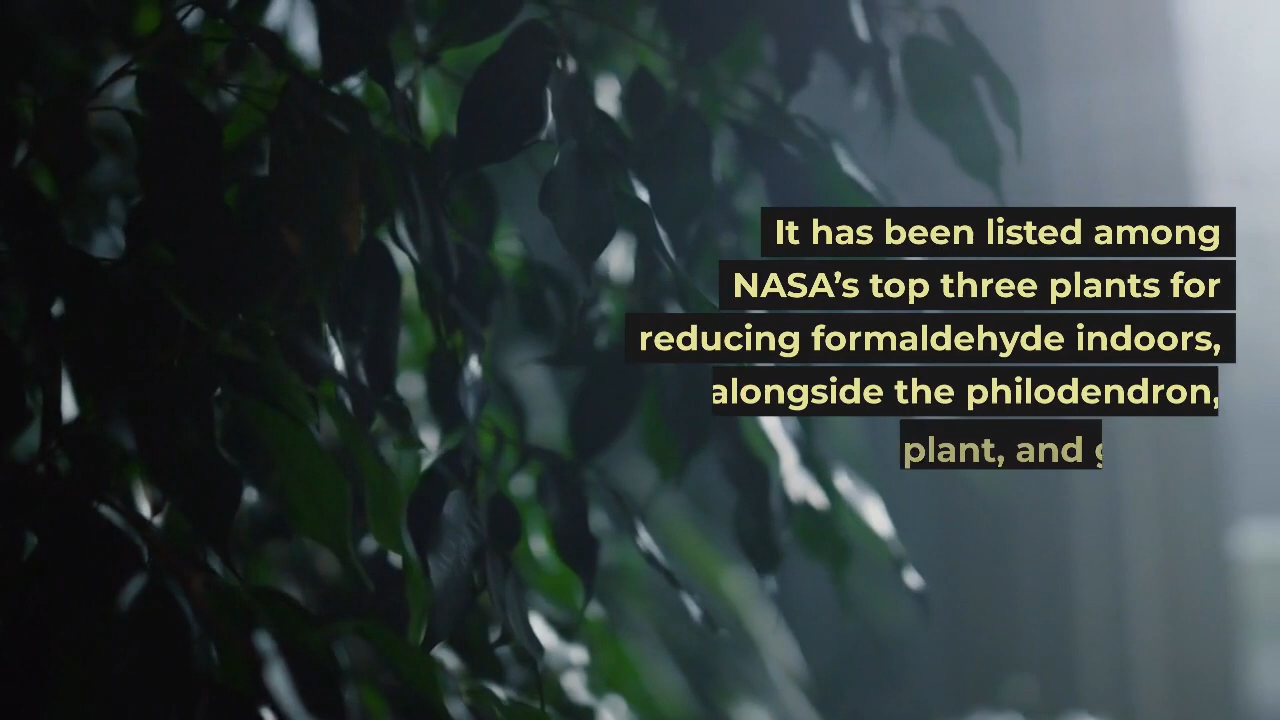 It has been listed among
NASA’s top three plants for
reducing formaldehyde indoors,
alongside the philodendron,
plant, and